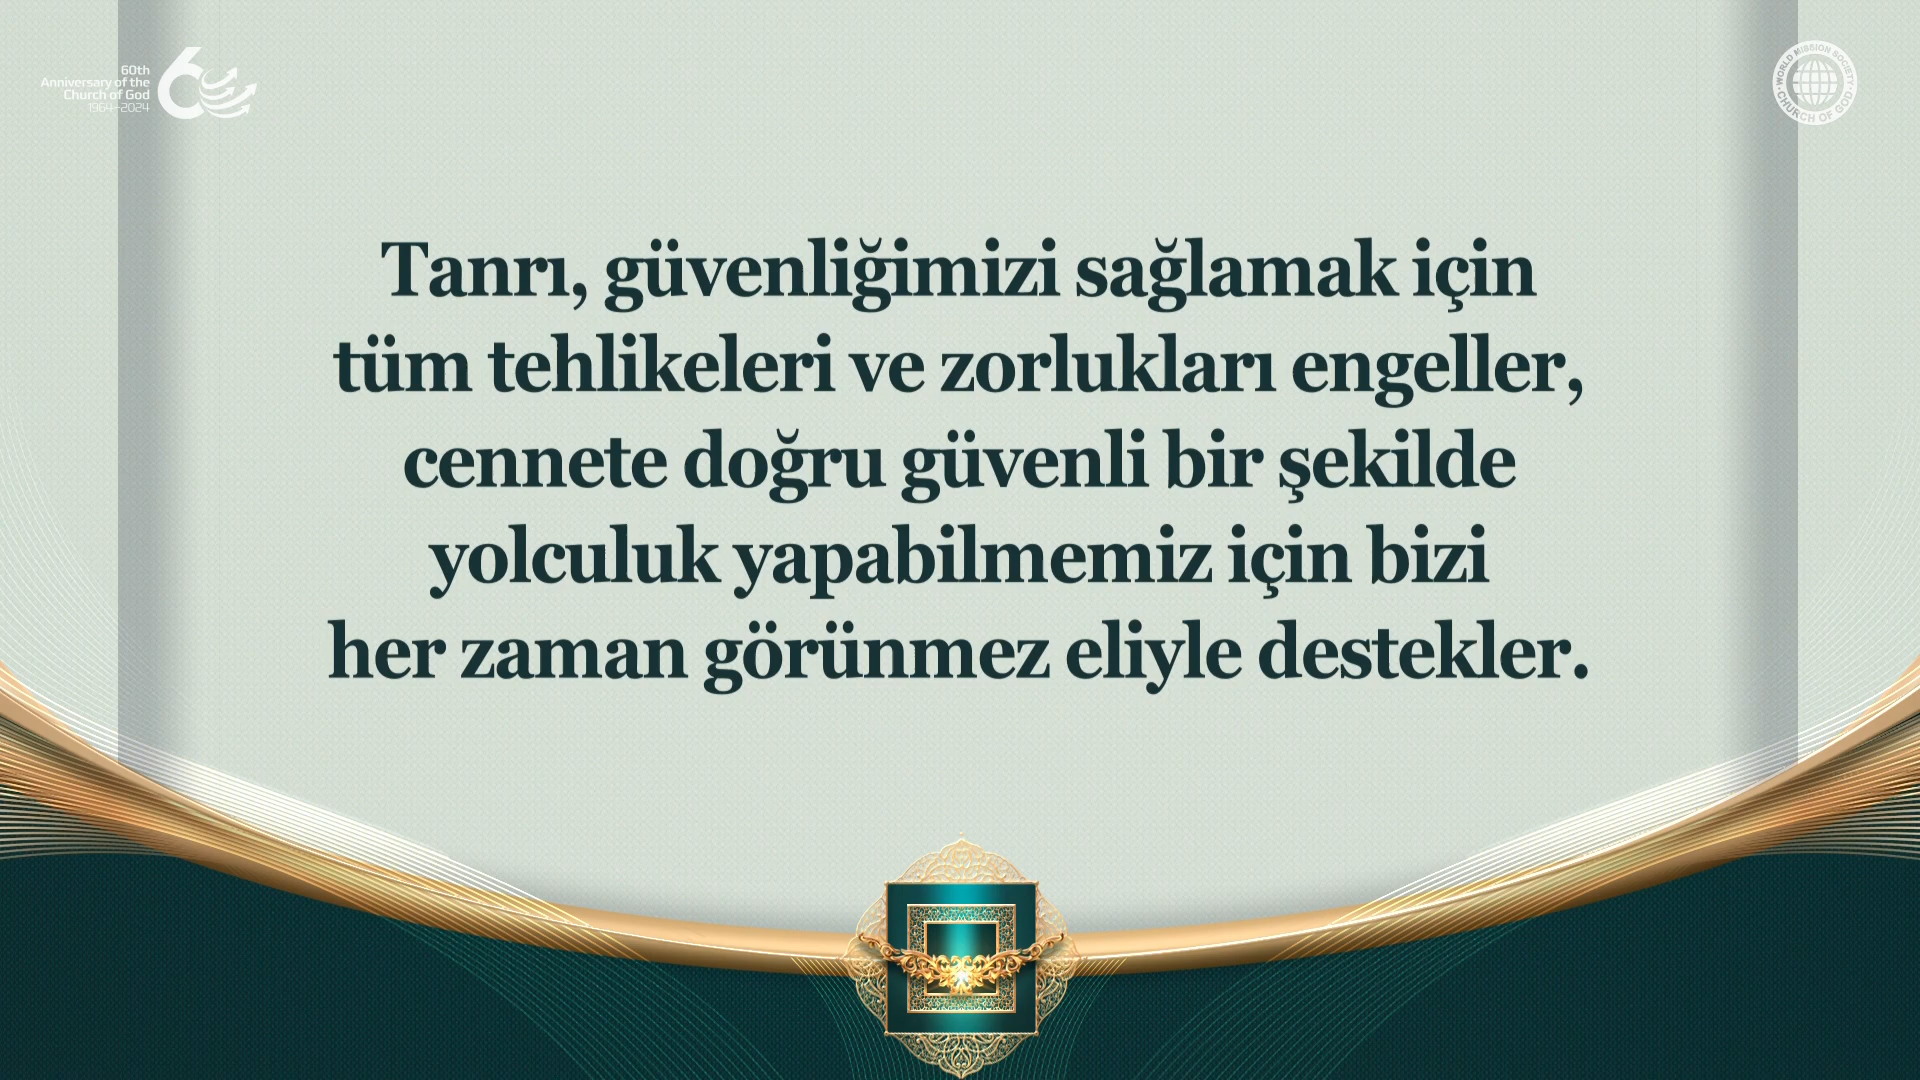 60th
Anniversary of the
Church of God
1964–2024
WORLD MISSION SOCIETY
CHURCH OF GOD
Tanrı, güvenliğimizi sağlamak için
tüm tehlikeleri ve zorlukları engeller,
cennete doğru güvenli bir şekilde
yolculuk yapabilmemiz için bizi
her zaman görünmez eliyle destekler.